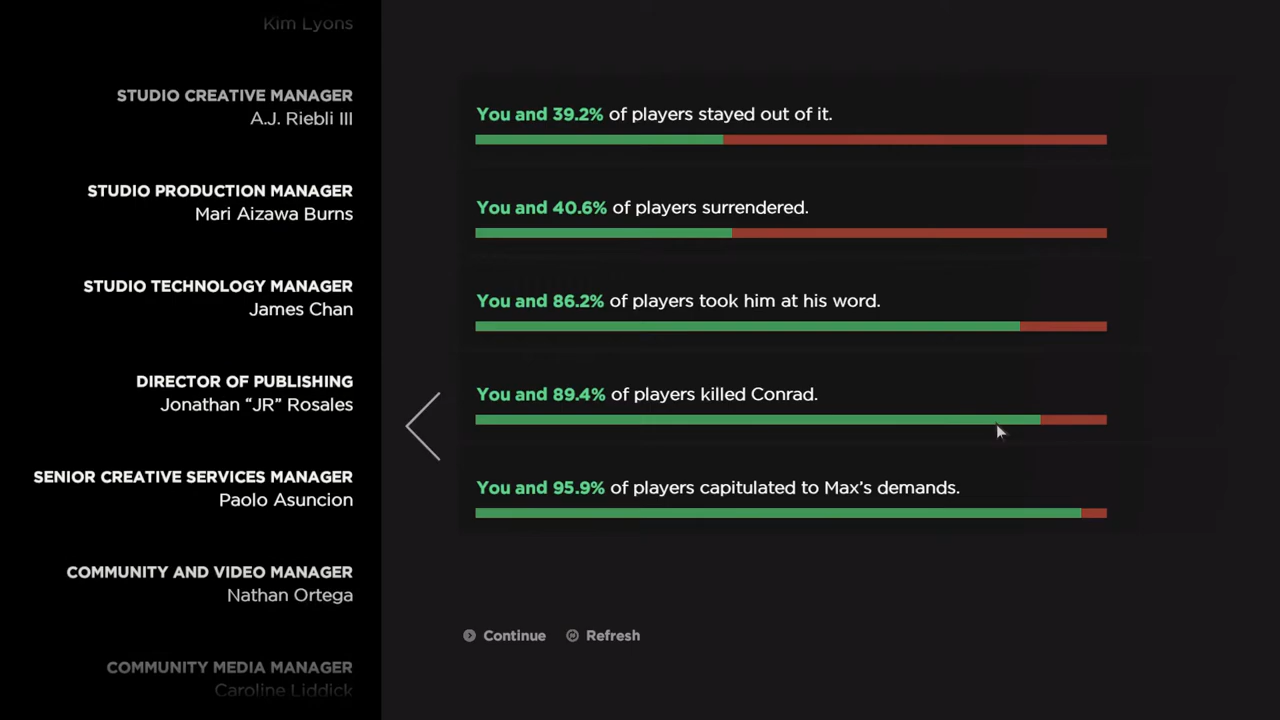 Kim Lyons
STUDIO CREATIVE MANAGER
A.J. Riebli III
STUDIO PRODUCTION MANAGER
Mari Aizawa Burns
STUDIO TECHNOLOGY MANAGER
James Chan
DIRECTOR OF PUBLISHING
Jonathan “JR” Rosales
SENIOR CREATIVE SERVICES MANAGER
Paolo Asuncion
COMMUNITY AND VIDEO MANAGER
Nathan Ortega
COMMUNITY MEDIA MANAGER
Caroline Liddick
You and 39.2% of players stayed out of it.
You and 40.6% of players surrendered.
You and 86.2% of players took him at his word.
You and 89.4% of players killed Conrad.
You and 95.9% of players capitulated to Max’s demands.
Continue Refresh